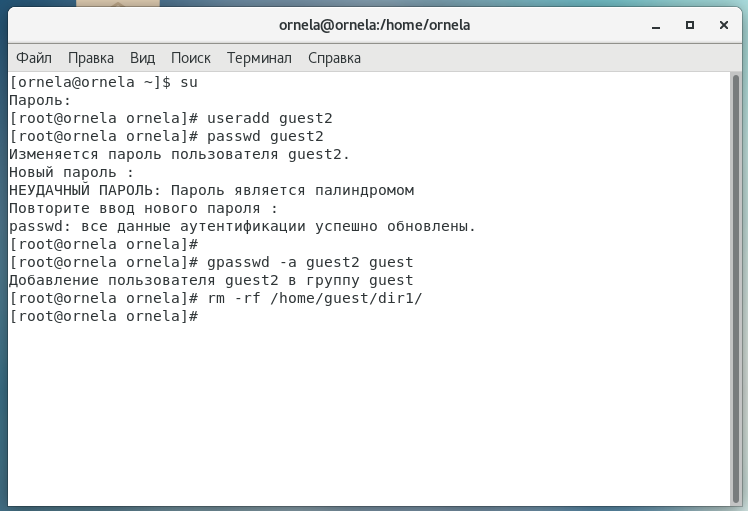 ornela@ornela:/home/ornela
Файл Правка Вид Поиск Терминал Справка
[ornela@ornela ~]$ su
Пароль:
[root@ornela ornela]# useradd guest2
[root@ornela ornela]# passwd guest2
Изменяется пароль пользователя guest2.
Новый пароль :
НЕУДАЧНЫЙ ПАРОЛЬ: Пароль является палиндромом
Повторите ввод нового пароля :
passwd: все данные аутентификации успешно обновлены.
[root@ornela ornela]#
[root@ornela ornela]# gpasswd -a guest2 guest
Добавление пользователя guest2 в группу guest
[root@ornela ornela]# rm -rf /home/guest/dir1/
[root@ornela ornela]#